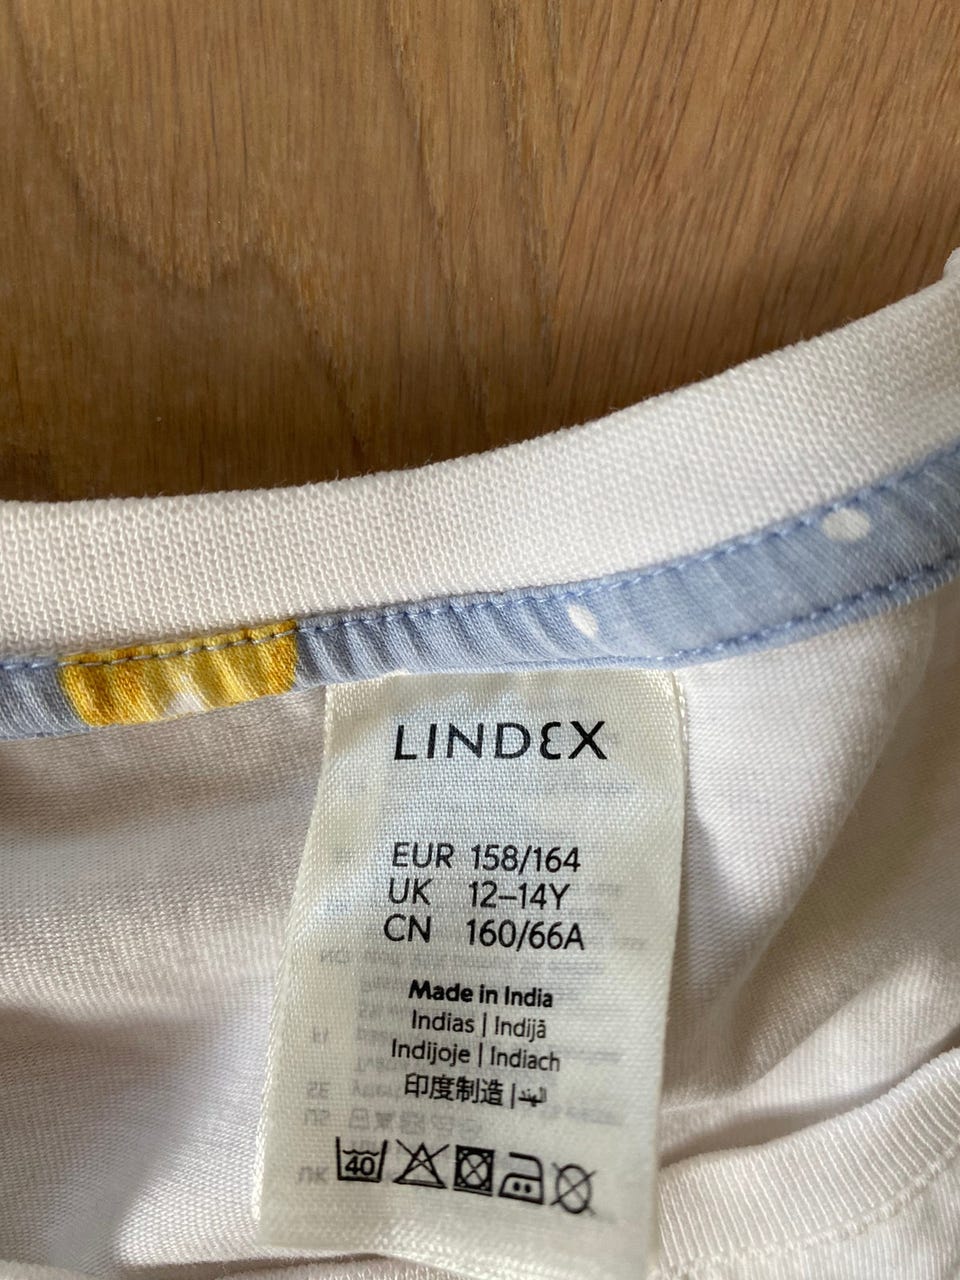 LINDEX
EUR 158/164
UK 12–14Y
CN 160/66A
Made in India
Indias | Indijā
Indijoje | Indiach
印度制造 | الهند
40